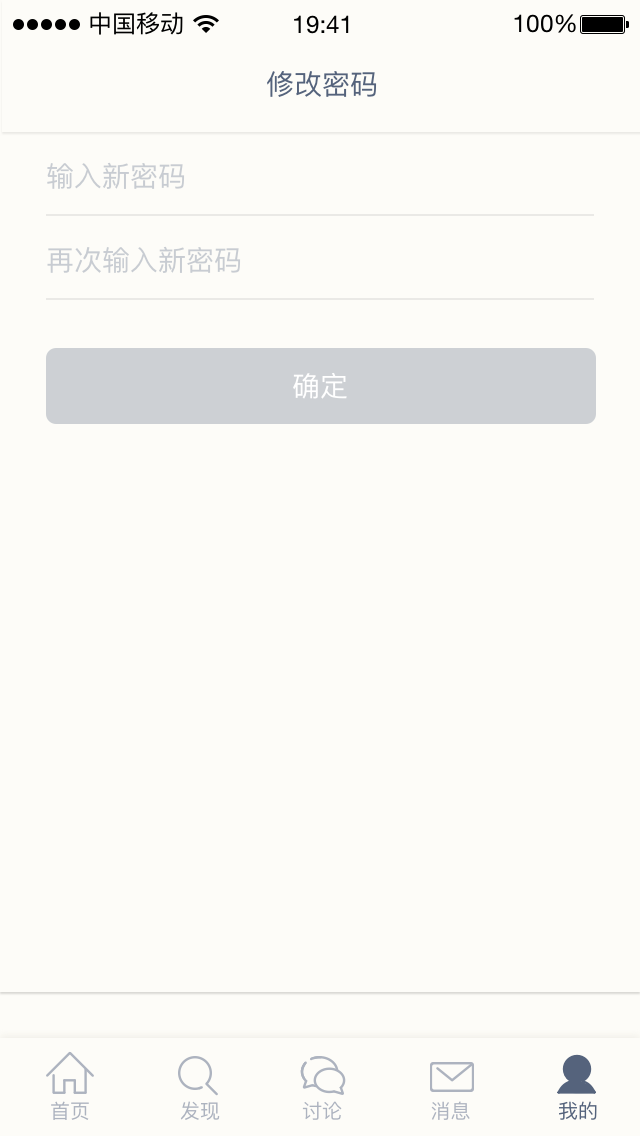 中国移动 19:41 100%
修改密码
输入新密码
再次输入新密码
确定
首页 发现 讨论 消息 我的